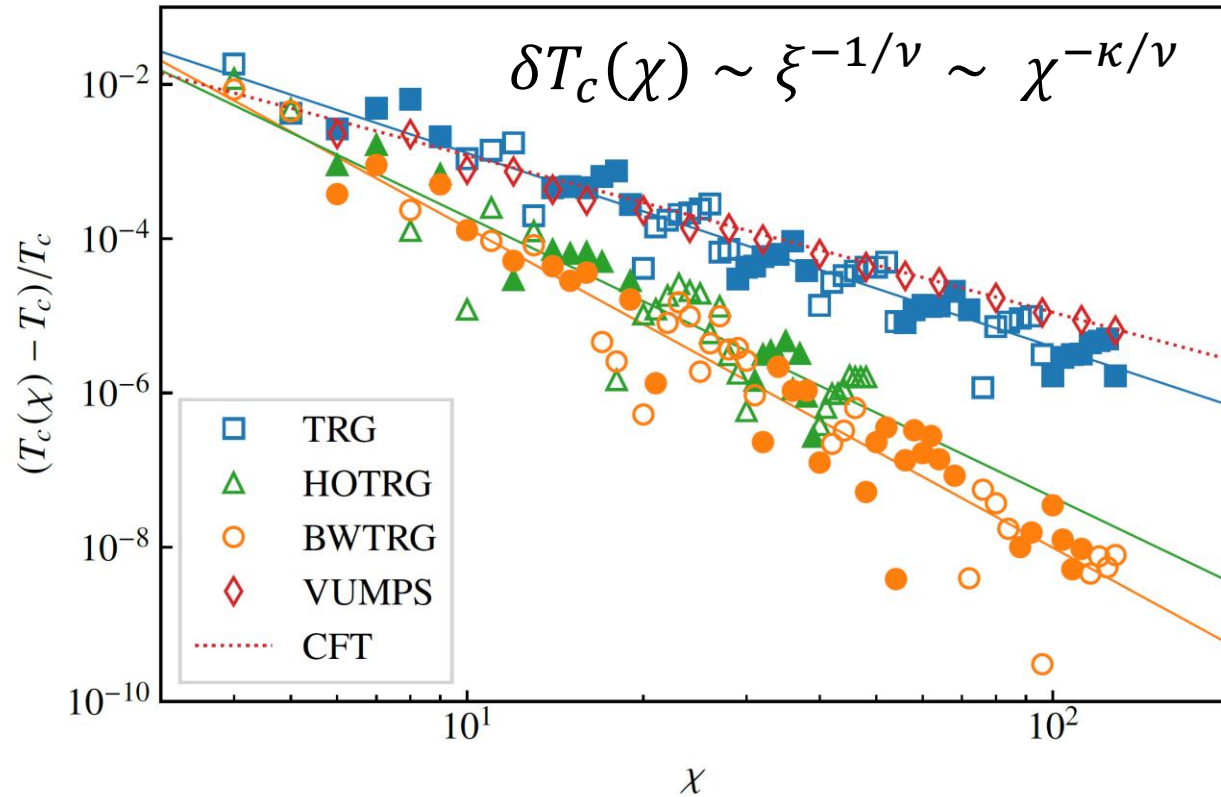 δT_c(χ) ~ ξ^{-1/ν} ~ χ^{-κ/ν}
10^{-2}
10^{-4}
10^{-6}
10^{-8}
10^{-10}
(T_c(χ) − T_c)/T_c
TRG
HOTRG
BWTRG
VUMPS
CFT
10^1
10^2
χ